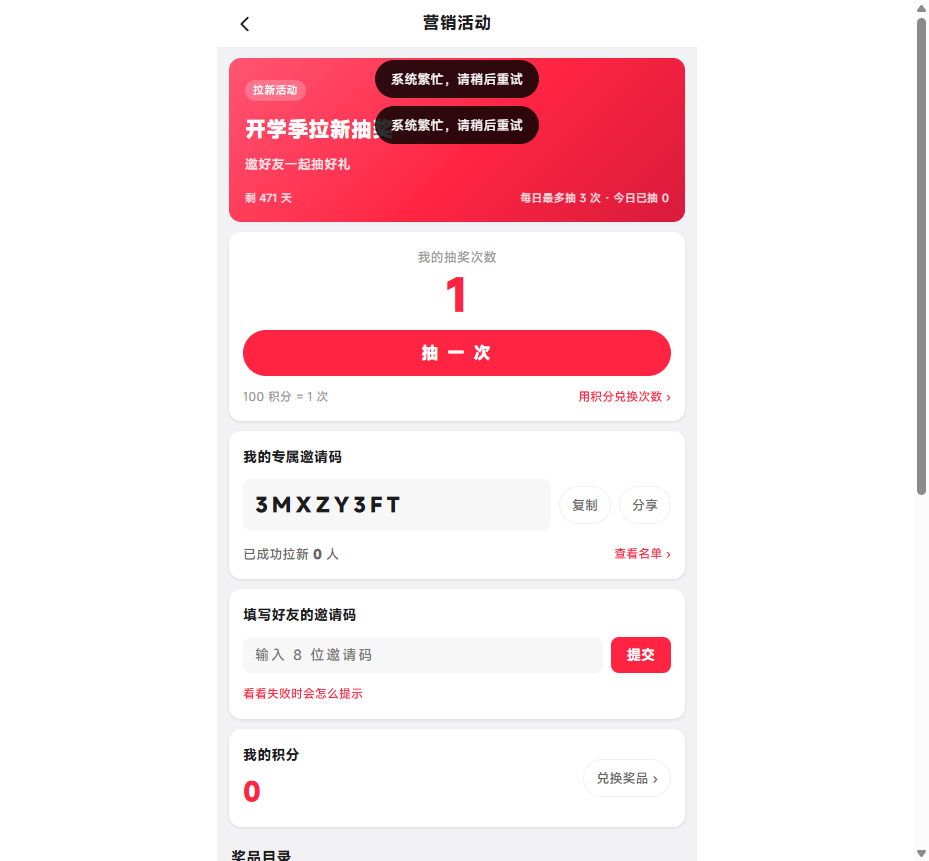 营销活动
拉新活动
系统繁忙，请稍后重试
开学季拉新抽奖
系统繁忙，请稍后重试
邀好友一起抽好礼
剩 471 天
每日最多抽 3 次 · 今日已抽 0
我的抽奖次数
1
抽 一 次
100 积分 = 1 次
用积分兑换次数 ›
我的专属邀请码
3MXZY3FT
复制
分享
已成功拉新 0 人
查看名单 ›
填写好友的邀请码
输入 8 位邀请码
提交
看看失败时会怎么提示
我的积分
0
兑换奖品 ›
奖品目录